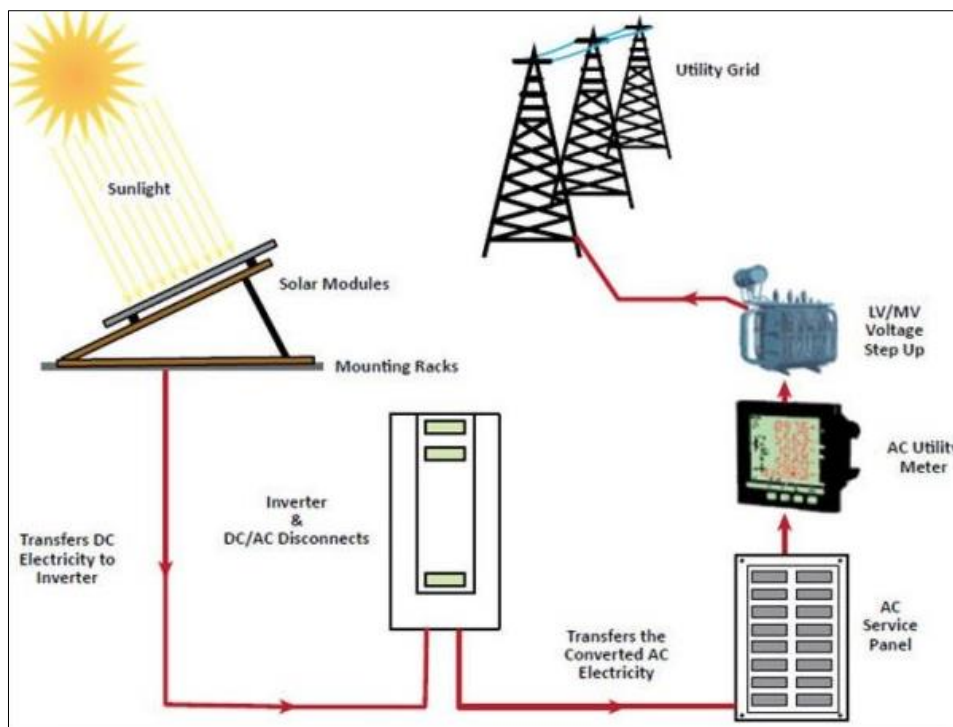 Utility Grid
Sunlight
Solar Modules
LV/MV
Voltage
Step Up
Mounting Racks
AC Utility
Meter
Inverter
&
DC/AC Disconnects
Transfers DC
Electricity to
Inverter
AC
Service
Panel
Transfers the
Converted AC
Electricity